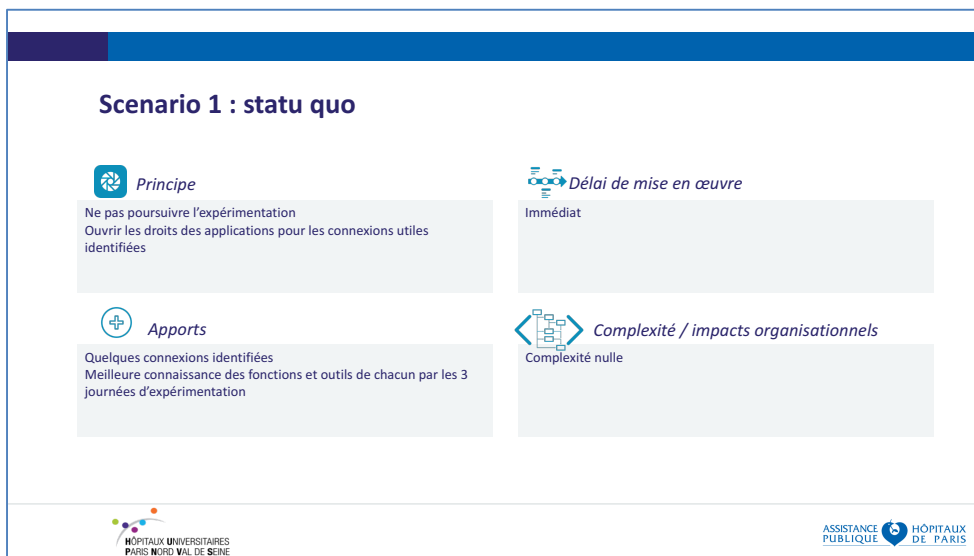 Scenario 1 : statu quo
Principe
Ne pas poursuivre l’expérimentation
Ouvrir les droits des applications pour les connexions utiles
identifiées
Délai de mise en œuvre
Immédiat
Apports
Quelques connexions identifiées
Meilleure connaissance des fonctions et outils de chacun par les 3
journées d’expérimentation
Complexité / impacts organisationnels
Complexité nulle
HÔPITAUX UNIVERSITAIRES
PARIS NORD VAL DE SEINE
ASSISTANCE HÔPITAUX
PUBLIQUE DE PARIS